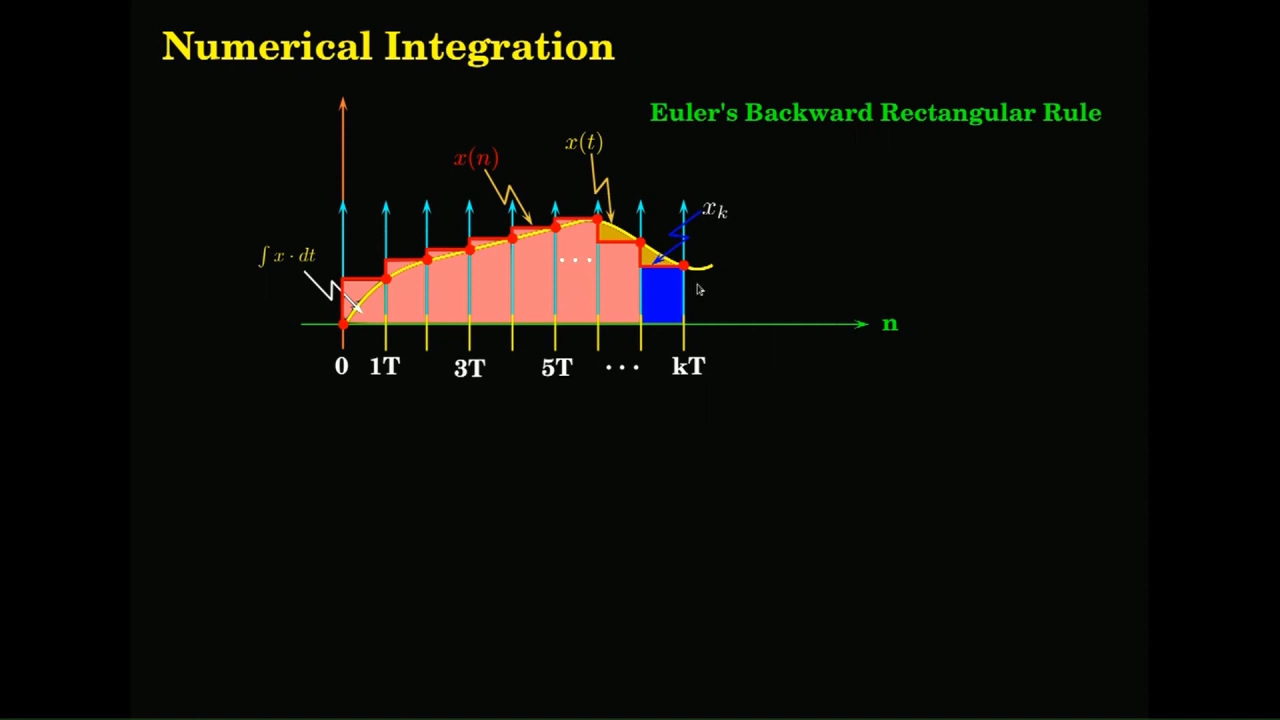 Numerical Integration
Euler's Backward Rectangular Rule
x(t)
x(n)
x_k
∫ x · dt
...
n
0 1T 3T 5T ... kT